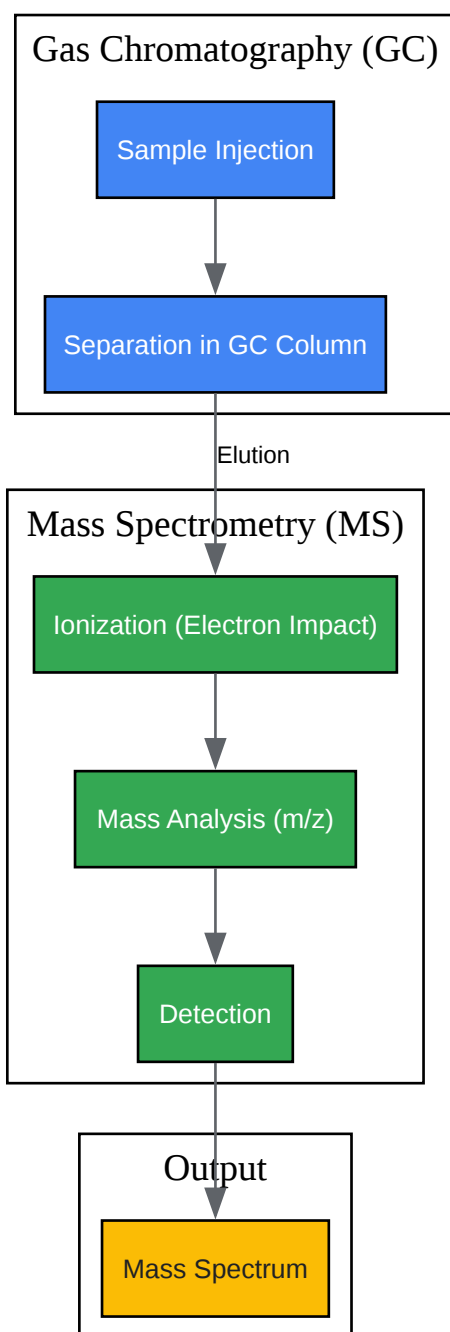 Gas Chromatography (GC)
Sample Injection
Separation in GC Column
Elution
Mass Spectrometry (MS)
Ionization (Electron Impact)
Mass Analysis (m/z)
Detection
Output
Mass Spectrum